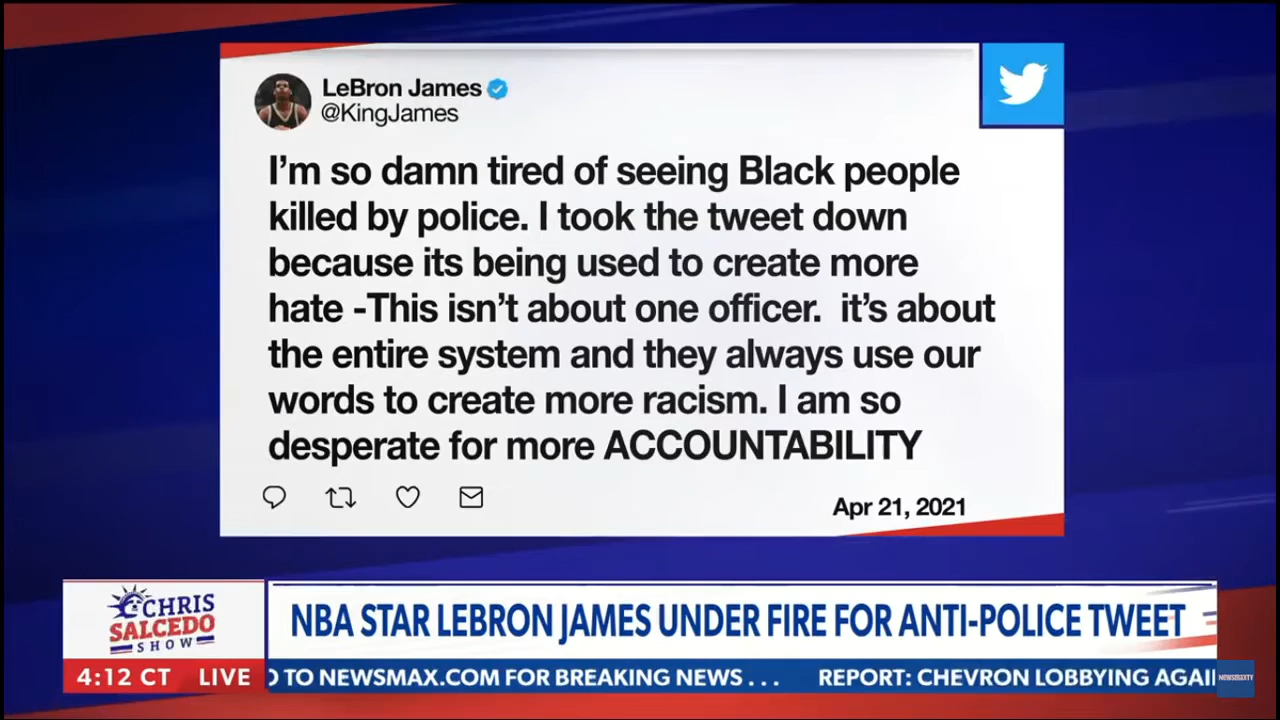 LeBron James
@KingJames
I'm so damn tired of seeing Black people
killed by police. I took the tweet down
because its being used to create more
hate -This isn't about one officer.  it's about
the entire system and they always use our
words to create more racism. I am so
desperate for more ACCOUNTABILITY
Apr 21, 2021
CHRIS
SALCEDO
SHOW
NBA STAR LEBRON JAMES UNDER FIRE FOR ANTI-POLICE TWEET
4:12 CT LIVE
TO NEWSMAX.COM FOR BREAKING NEWS . . . REPORT: CHEVRON LOBBYING AGAI
NEWSMAXTV